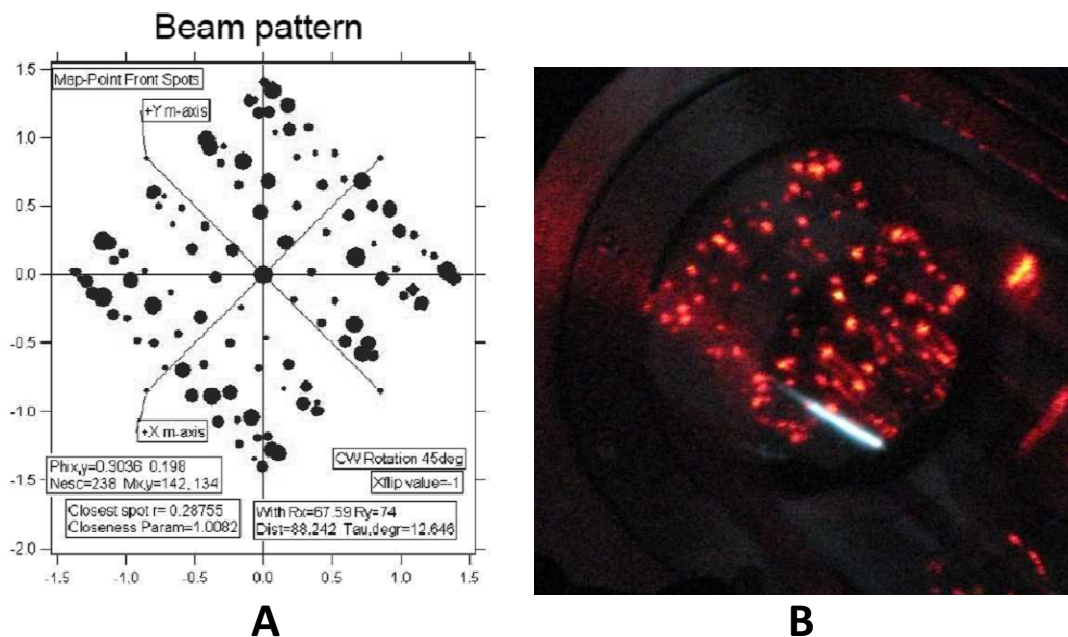 Beam pattern
1.5
Map-Point Front Spots
+Y m-axis
1.0
0.5
0.0
-0.5
-1.0
+X m-axis
-1.5
-2.0
Phix,y=0.3036 0.198
Nesc=238 Mx,y=142, 134
CW Rotation 45deg
Xflip value=-1
Closest spot r= 0.28755
Closeness Param=1.0082
With Rx=67.59 Ry=74
Dist=88.242 Tau,degr=12.646
-1.5 -1.0 -0.5 0.0 0.5 1.0 1.5
A
B